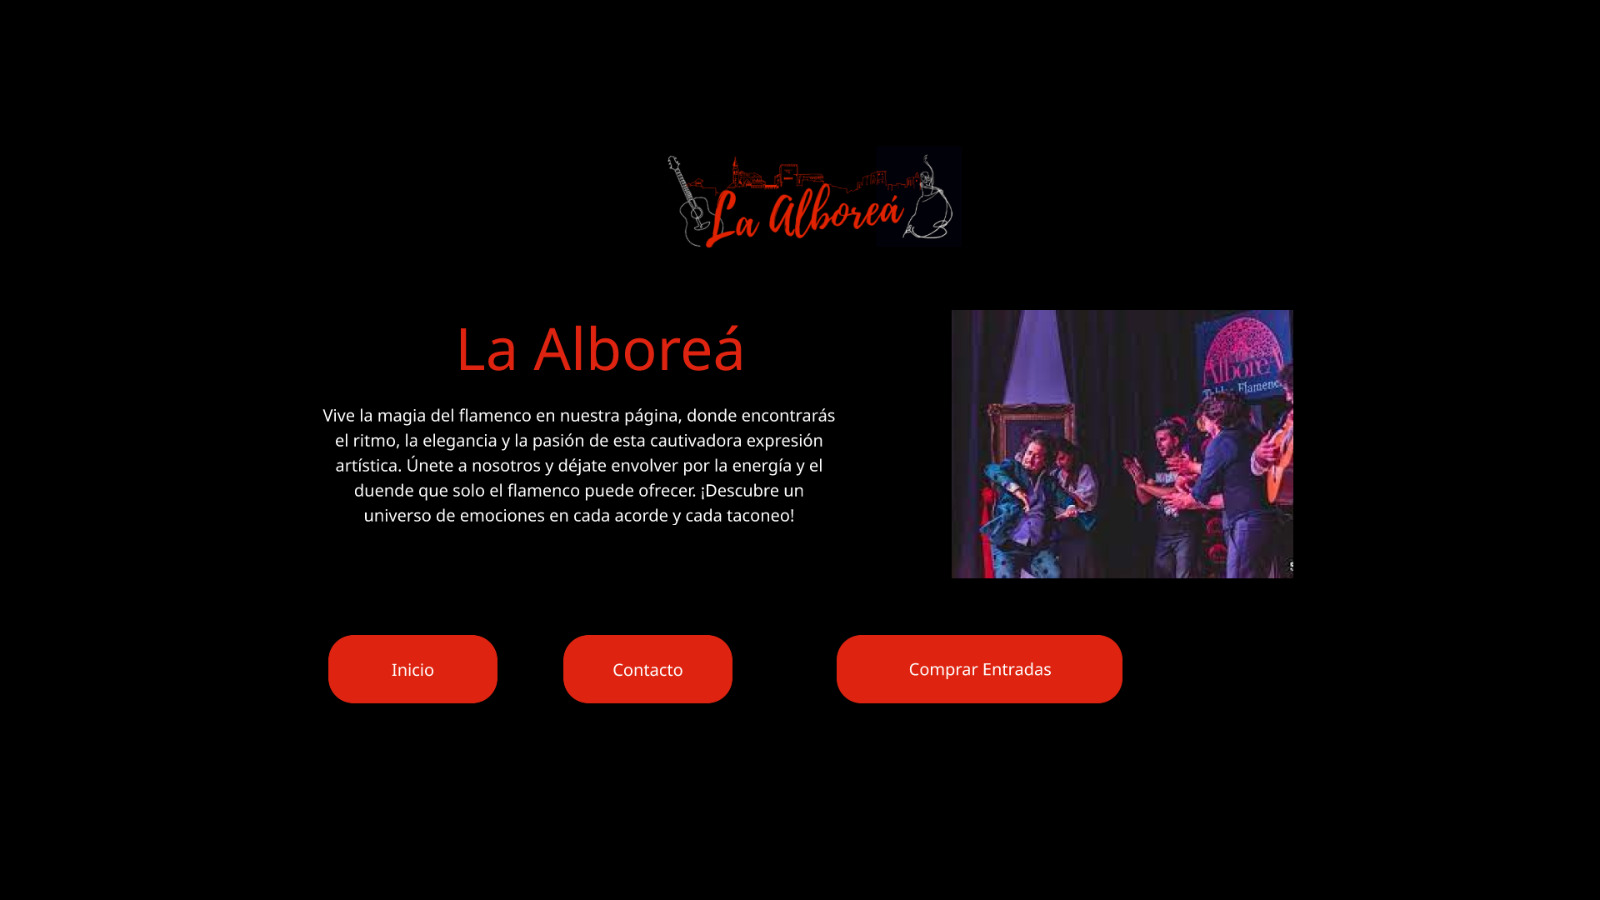 La Alboreá
La Alboreá
Vive la magia del flamenco en nuestra página, donde encontrarás
el ritmo, la elegancia y la pasión de esta cautivadora expresión
artística. Únete a nosotros y déjate envolver por la energía y el
duende que solo el flamenco puede ofrecer. ¡Descubre un
universo de emociones en cada acorde y cada taconeo!
Inicio
Contacto
Comprar Entradas